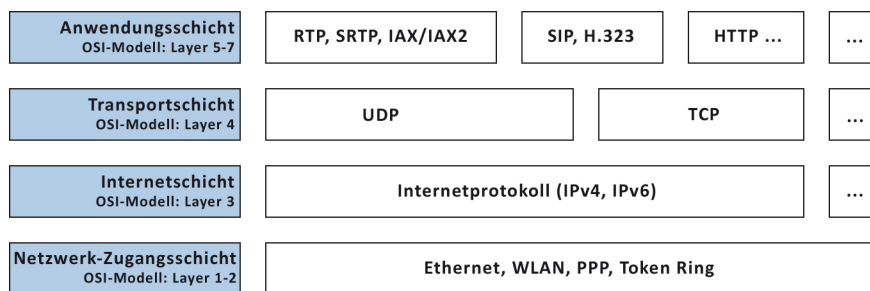 Anwendungsschicht
OSI-Modell: Layer 5-7
RTP, SRTP, IAX/IAX2
SIP, H.323
HTTP ...
...
Transportschicht
OSI-Modell: Layer 4
UDP
TCP
...
Internetschicht
OSI-Modell: Layer 3
Internetprotokoll (IPv4, IPv6)
...
Netzwerk-Zugangsschicht
OSI-Modell: Layer 1-2
Ethernet, WLAN, PPP, Token Ring